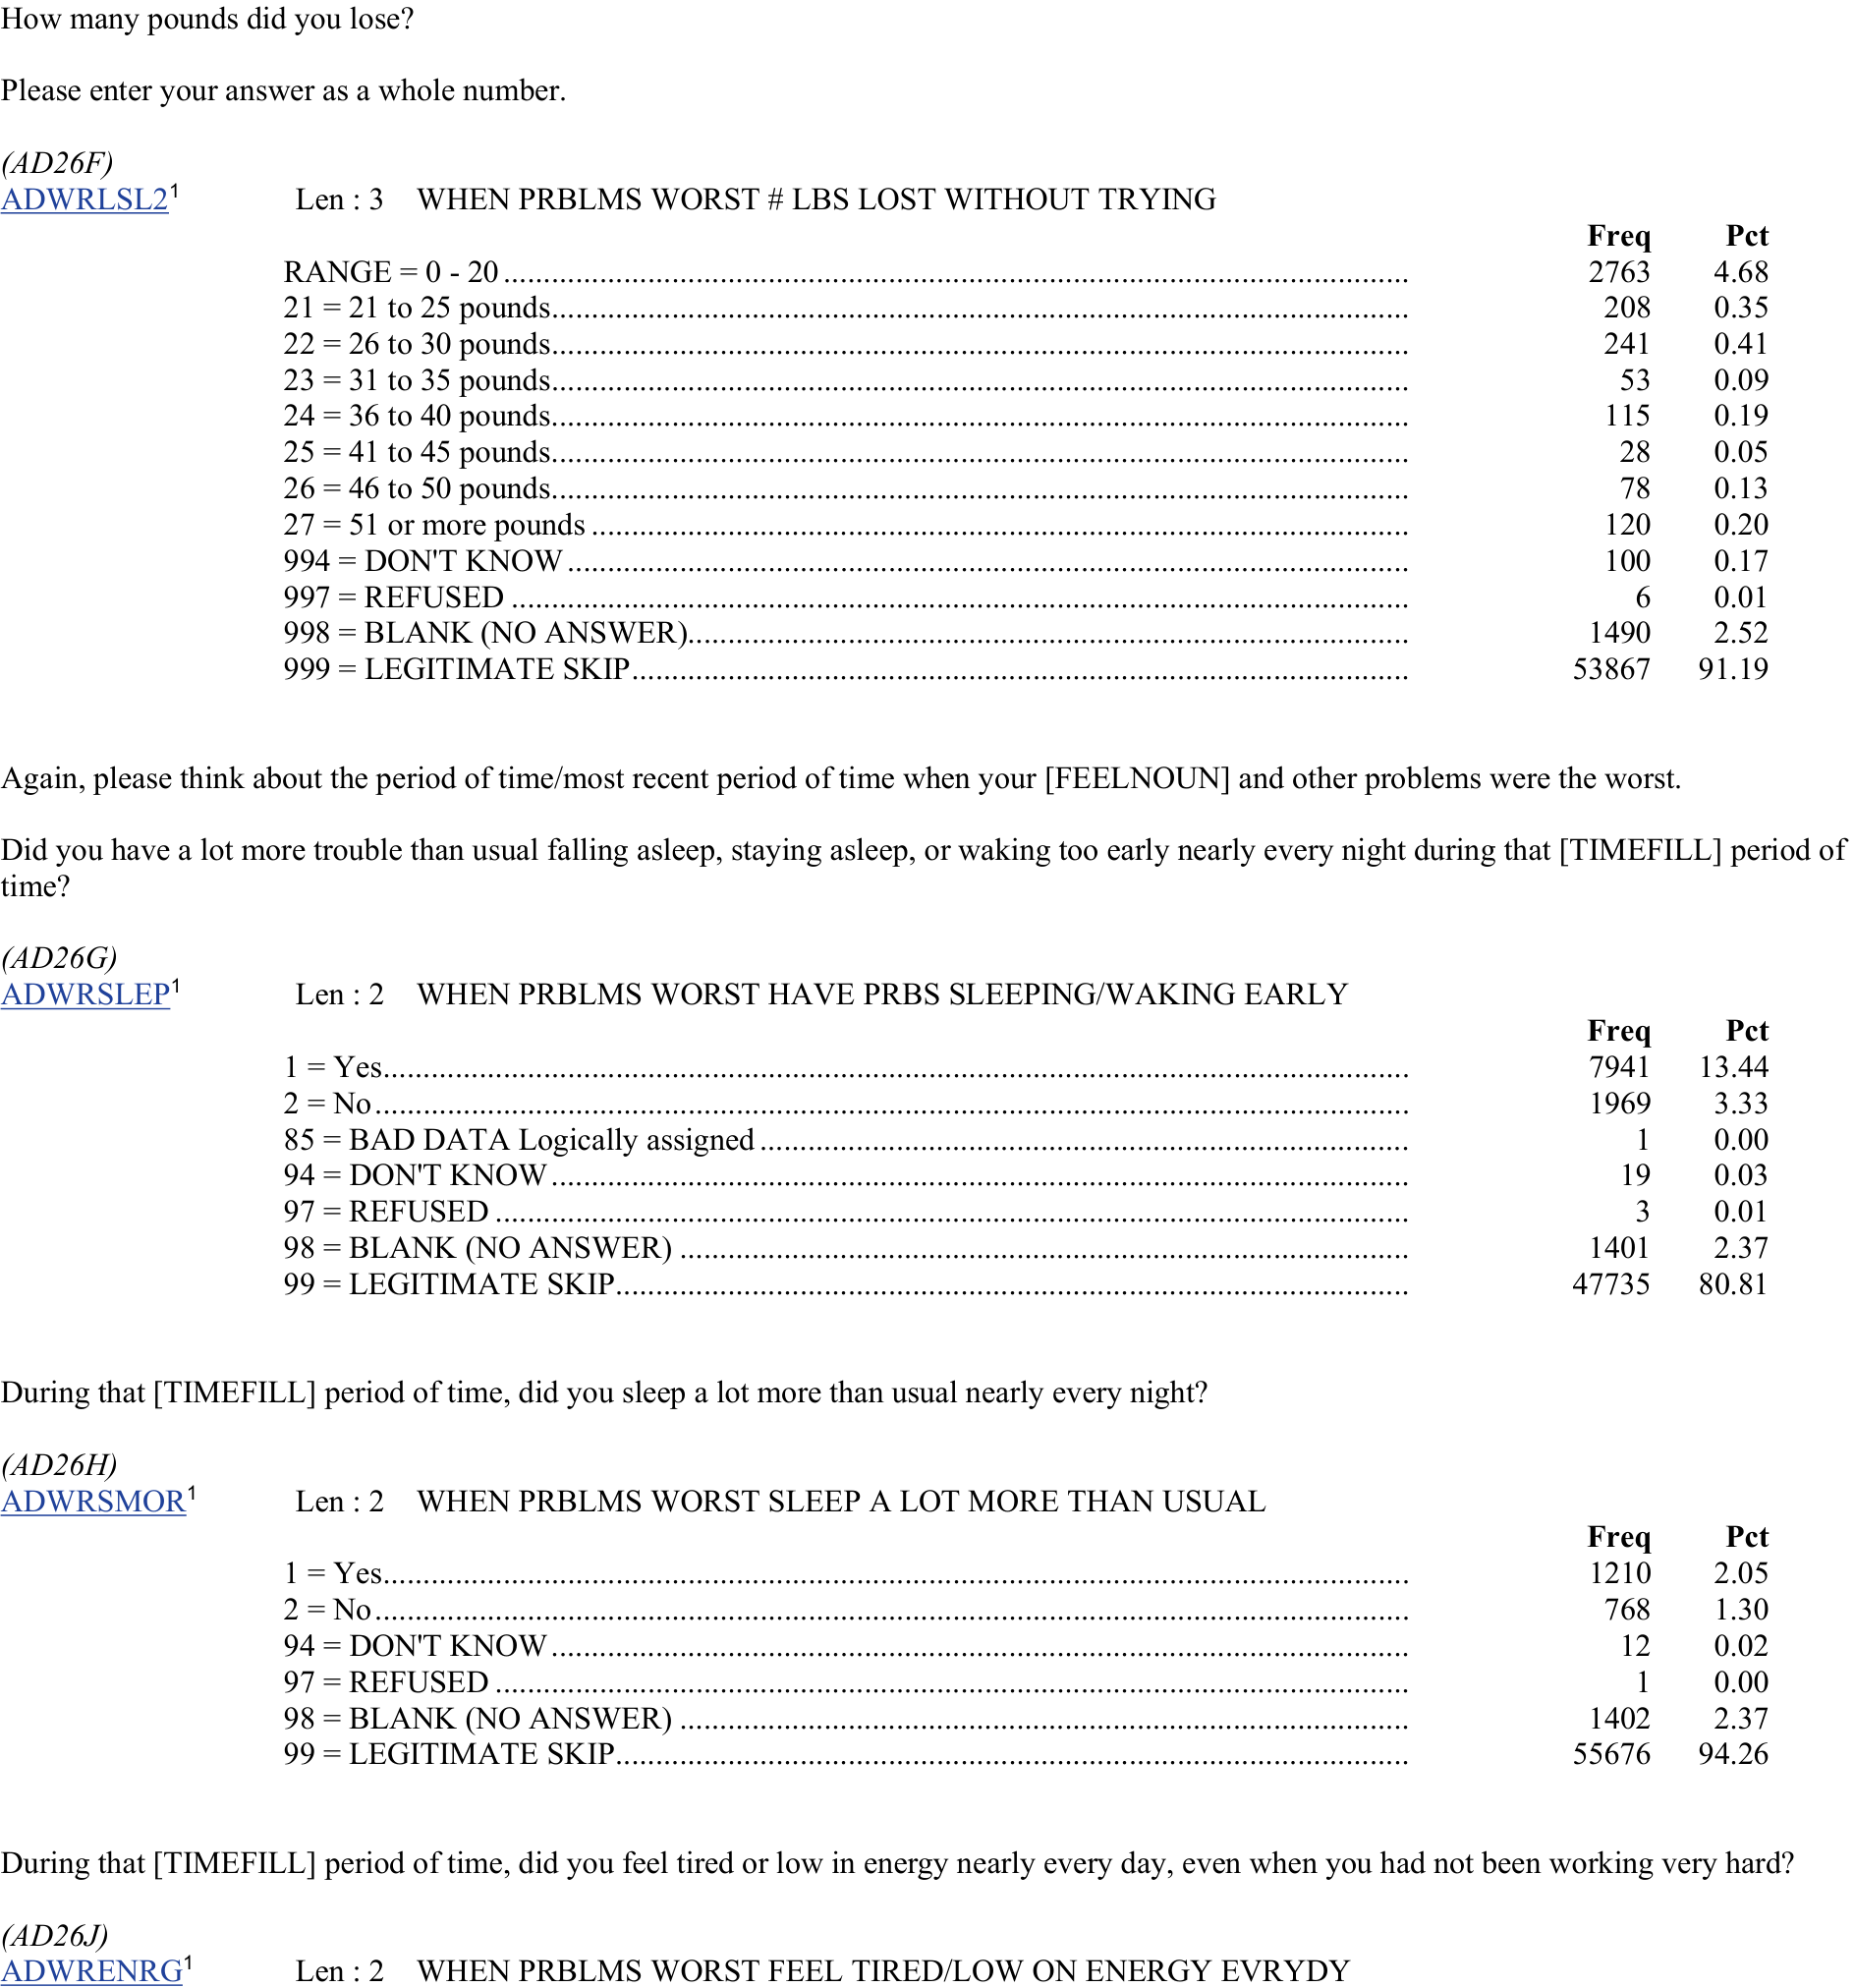 How many pounds did you lose?
Please enter your answer as a whole number.
(AD26F)
ADWRLSL2¹ Len : 3 WHEN PRBLMS WORST # LBS LOST WITHOUT TRYING
Freq Pct
RANGE = 0 - 20 2763 4.68
21 = 21 to 25 pounds 208 0.35
22 = 26 to 30 pounds 241 0.41
23 = 31 to 35 pounds 53 0.09
24 = 36 to 40 pounds 115 0.19
25 = 41 to 45 pounds 28 0.05
26 = 46 to 50 pounds 78 0.13
27 = 51 or more pounds 120 0.20
994 = DON'T KNOW 100 0.17
997 = REFUSED 6 0.01
998 = BLANK (NO ANSWER) 1490 2.52
999 = LEGITIMATE SKIP 53867 91.19
Again, please think about the period of time/most recent period of time when your [FEELNOUN] and other problems were the worst.
Did you have a lot more trouble than usual falling asleep, staying asleep, or waking too early nearly every night during that [TIMEFILL] period of
time?
(AD26G)
ADWRSLEP¹ Len : 2 WHEN PRBLMS WORST HAVE PRBS SLEEPING/WAKING EARLY
Freq Pct
1 = Yes 7941 13.44
2 = No 1969 3.33
85 = BAD DATA Logically assigned 1 0.00
94 = DON'T KNOW 19 0.03
97 = REFUSED 3 0.01
98 = BLANK (NO ANSWER) 1401 2.37
99 = LEGITIMATE SKIP 47735 80.81
During that [TIMEFILL] period of time, did you sleep a lot more than usual nearly every night?
(AD26H)
ADWRSMOR¹ Len : 2 WHEN PRBLMS WORST SLEEP A LOT MORE THAN USUAL
Freq Pct
1 = Yes 1210 2.05
2 = No 768 1.30
94 = DON'T KNOW 12 0.02
97 = REFUSED 1 0.00
98 = BLANK (NO ANSWER) 1402 2.37
99 = LEGITIMATE SKIP 55676 94.26
During that [TIMEFILL] period of time, did you feel tired or low in energy nearly every day, even when you had not been working very hard?
(AD26J)
ADWRENRG¹ Len : 2 WHEN PRBLMS WORST FEEL TIRED/LOW ON ENERGY EVRYDY